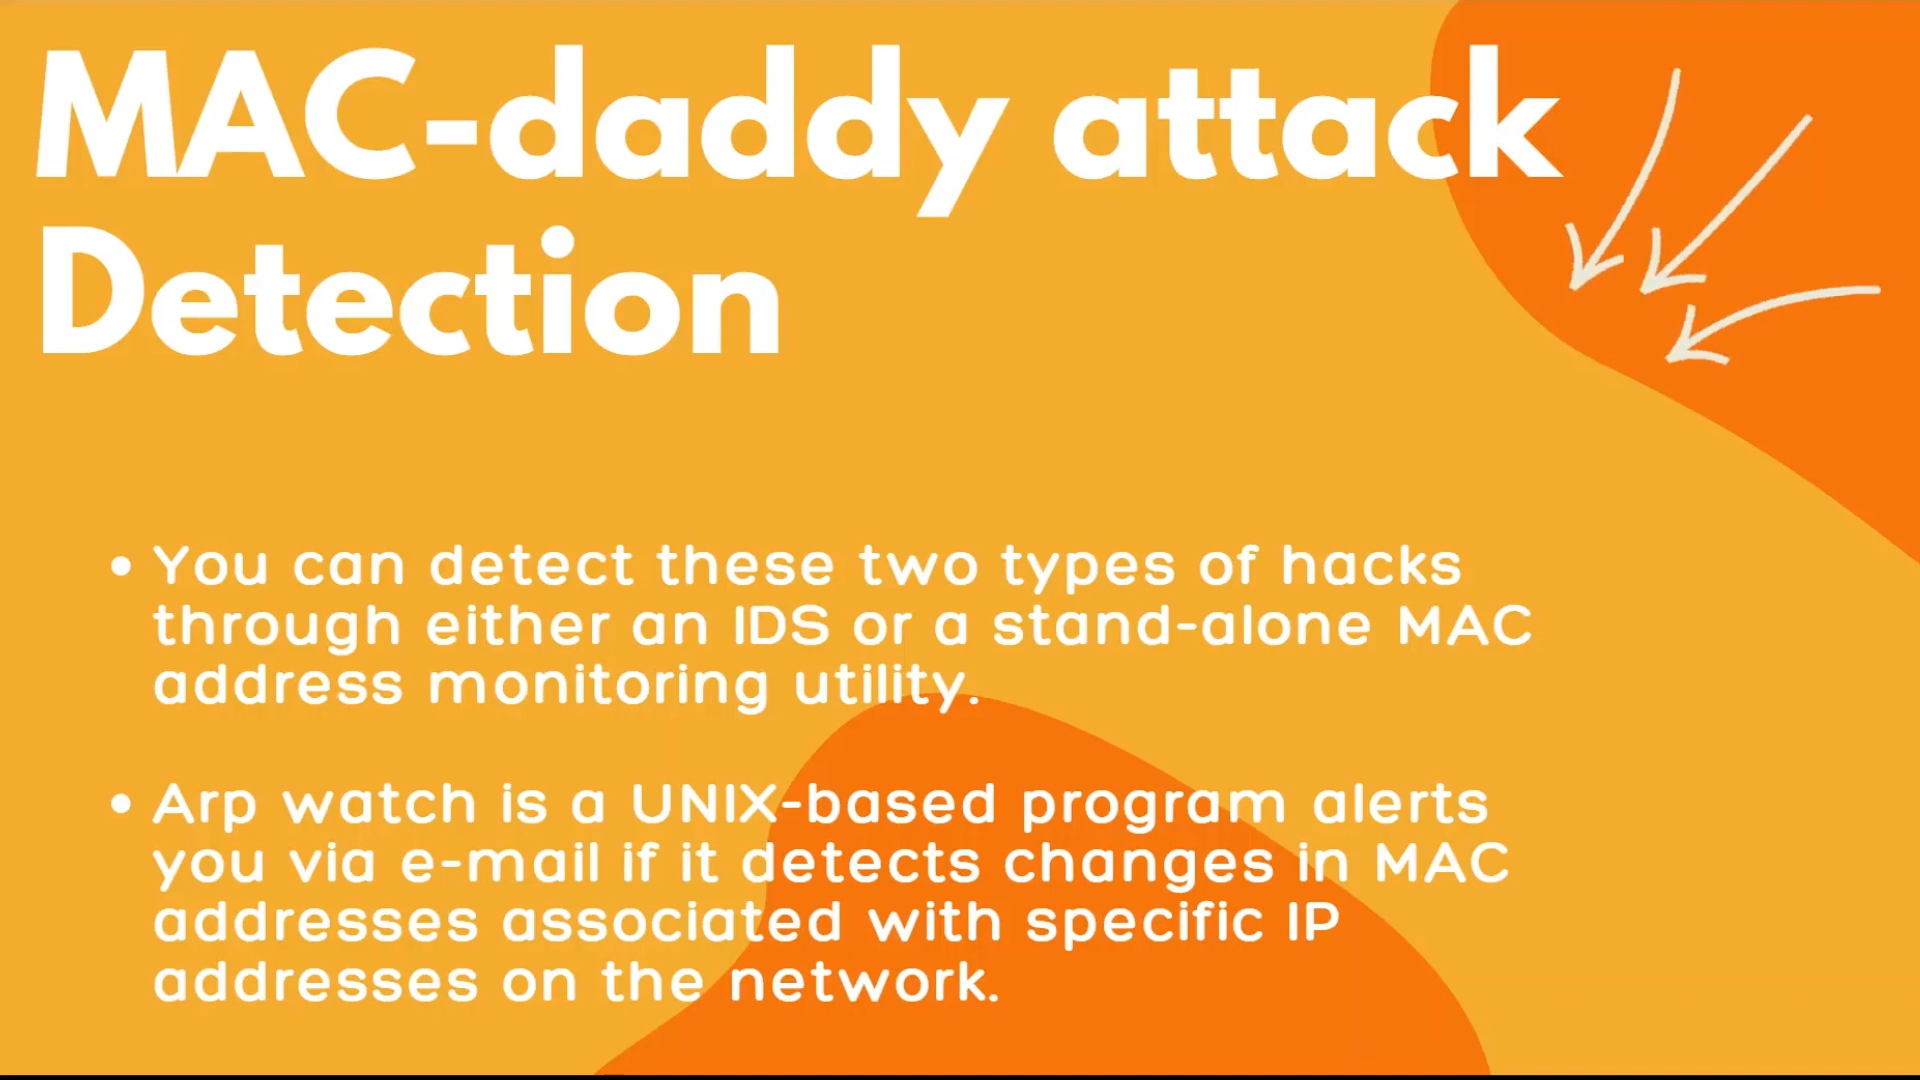 MAC-daddy attack
Detection
• You can detect these two types of hacks
through either an IDS or a stand-alone MAC
address monitoring utility.
• Arp watch is a UNIX-based program alerts
you via e-mail if it detects changes in MAC
addresses associated with specific IP
addresses on the network.